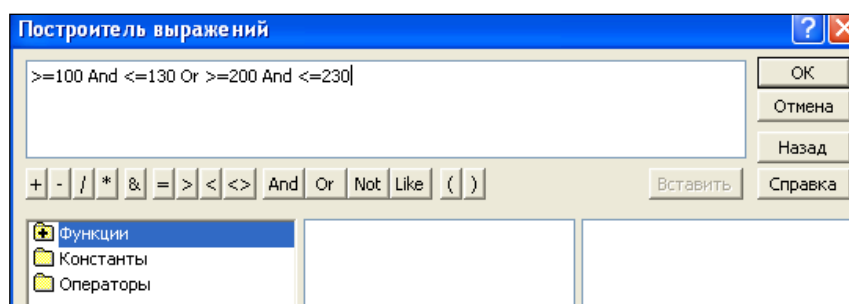 Построитель выражений ?
>=100 And <=130 Or >=200 And <=230
ОК
Отмена
Назад
+ - / * & = > < <> And Or Not Like ( ) Вставить Справка
Функции
Константы
Операторы